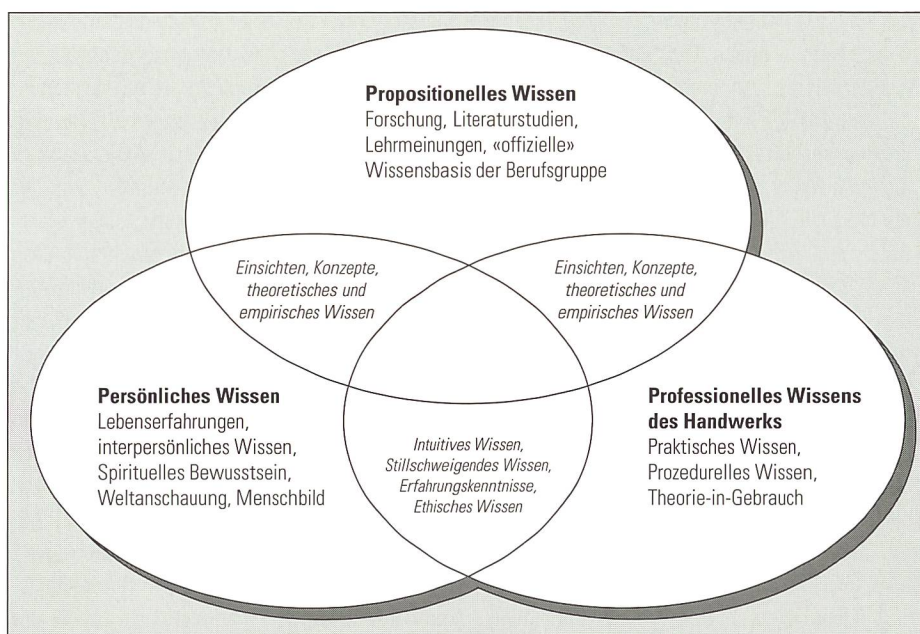 Propositionelles Wissen
Forschung, Literaturstudien,
Lehrmeinungen, «offizielle»
Wissensbasis der Berufsgruppe
Einsichten, Konzepte,
theoretisches und
empirisches Wissen
Einsichten, Konzepte,
theoretisches und
empirisches Wissen
Persönliches Wissen
Lebenserfahrungen,
interpersönliches Wissen,
Spirituelles Bewusstsein,
Weltanschauung, Menschbild
Intuitives Wissen,
Stillschweigendes Wissen,
Erfahrungskenntnisse,
Ethisches Wissen
Professionelles Wissens
des Handwerks
Praktisches Wissen,
Prozedurelles Wissen,
Theorie-in-Gebrauch